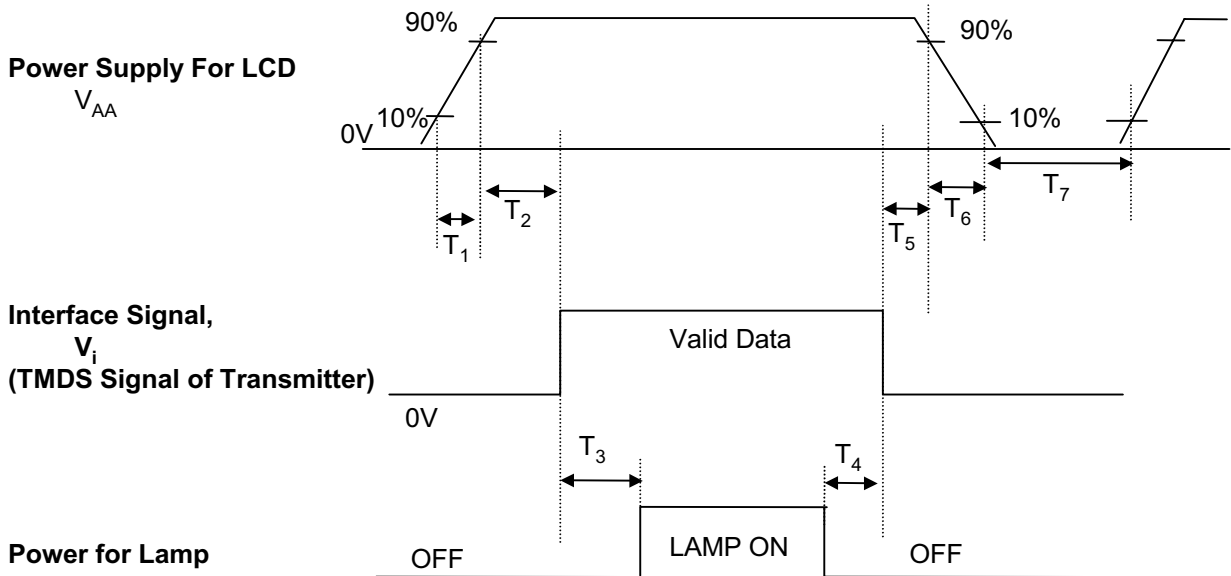 90%
90%
Power Supply For LCD
VAA
10%
10%
0V
T1
T2
T5
T6
T7
Interface Signal,
Vi
(TMDS Signal of Transmitter)
Valid Data
0V
T3
T4
Power for Lamp
OFF
LAMP ON
OFF